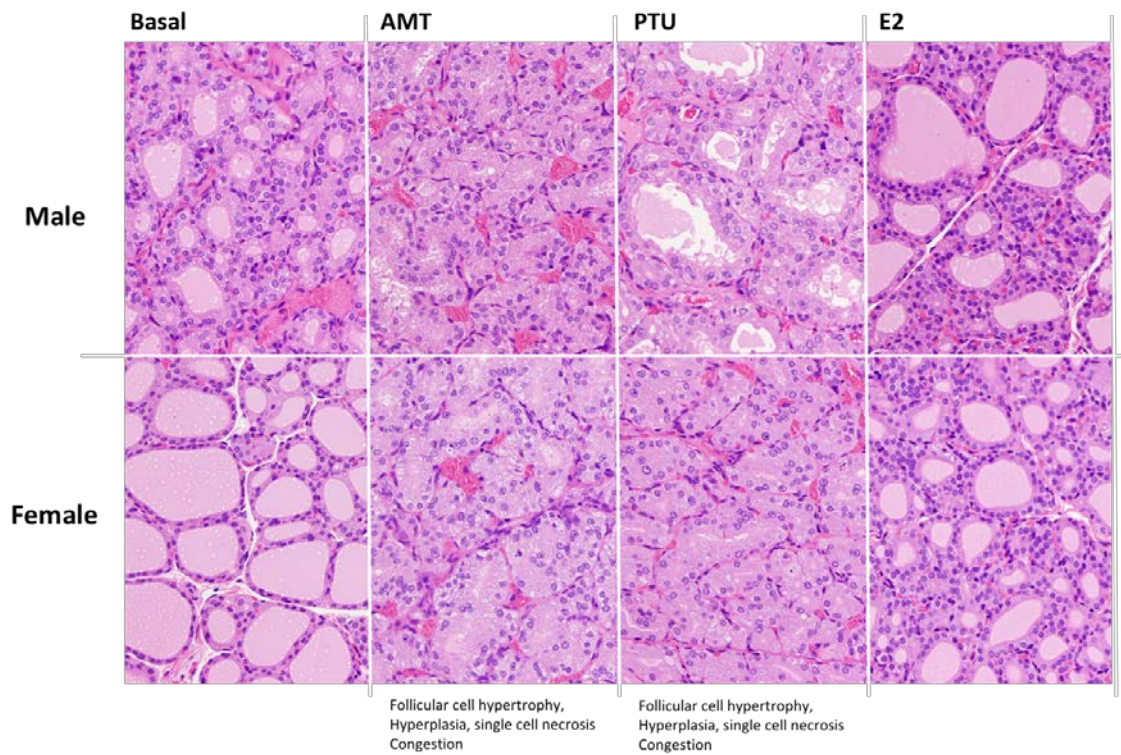 Basal
AMT
PTU
E2
Male
Female
Follicular cell hypertrophy,
Hyperplasia, single cell necrosis
Congestion
Follicular cell hypertrophy,
Hyperplasia, single cell necrosis
Congestion